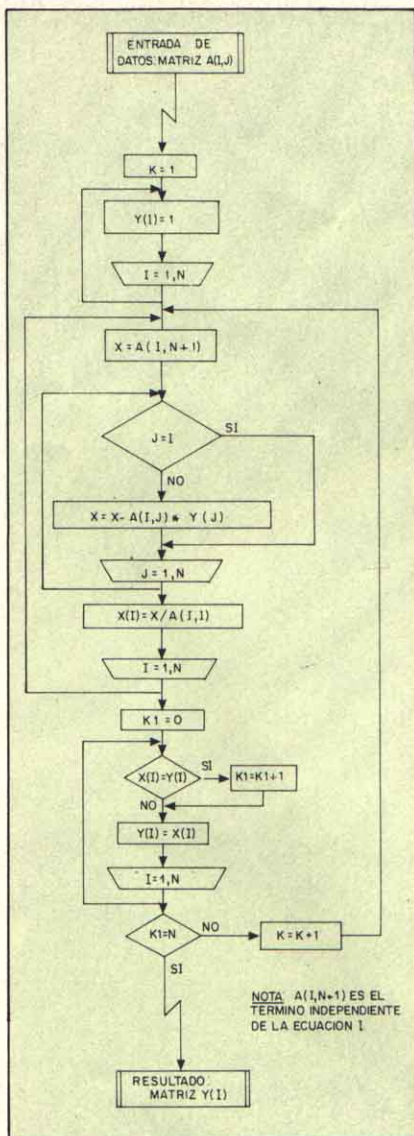 ENTRADA DE
DATOS: MATRIZ A(I,J)
K = 1
Y(I)=1
I = 1,N
X = A ( I, N+1)
J=I
SI
NO
X = X- A(I,J) * Y (J)
J = 1,N
X(I)=X/A(I,I)
I = 1,N
K1 = 0
X(I)=Y(I)
SI
K1=K1+1
NO
Y(I) = X(I)
I=1,N
K1=N
NO
K = K+1
SI
NOTA A(I,N+1) ES EL
TERMINO INDEPENDIENTE
DE LA ECUACION I
RESULTADO:
MATRIZ Y(I)